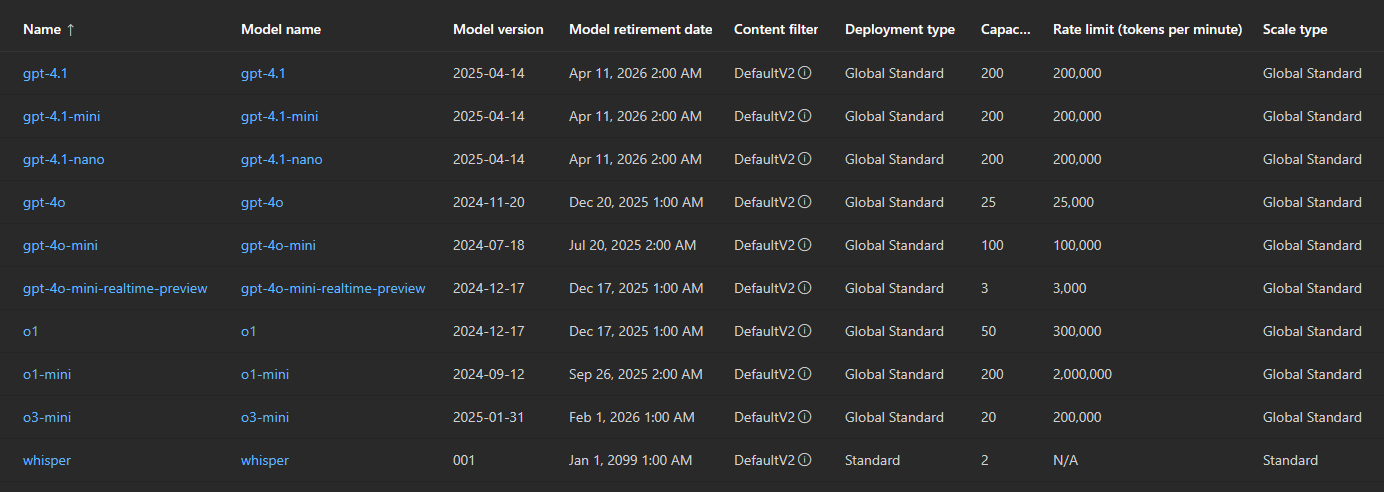 Name ↑ Model name Model version Model retirement date Content filter Deployment type Capac... Rate limit (tokens per minute) Scale type
gpt-4.1 gpt-4.1 2025-04-14 Apr 11, 2026 2:00 AM DefaultV2 Global Standard 200 200,000 Global Standard
gpt-4.1-mini gpt-4.1-mini 2025-04-14 Apr 11, 2026 2:00 AM DefaultV2 Global Standard 200 200,000 Global Standard
gpt-4.1-nano gpt-4.1-nano 2025-04-14 Apr 11, 2026 2:00 AM DefaultV2 Global Standard 200 200,000 Global Standard
gpt-4o gpt-4o 2024-11-20 Dec 20, 2025 1:00 AM DefaultV2 Global Standard 25 25,000 Global Standard
gpt-4o-mini gpt-4o-mini 2024-07-18 Jul 20, 2025 2:00 AM DefaultV2 Global Standard 100 100,000 Global Standard
gpt-4o-mini-realtime-preview gpt-4o-mini-realtime-preview 2024-12-17 Dec 17, 2025 1:00 AM DefaultV2 Global Standard 3 3,000 Global Standard
o1 o1 2024-12-17 Dec 17, 2025 1:00 AM DefaultV2 Global Standard 50 300,000 Global Standard
o1-mini o1-mini 2024-09-12 Sep 26, 2025 2:00 AM DefaultV2 Global Standard 200 2,000,000 Global Standard
o3-mini o3-mini 2025-01-31 Feb 1, 2026 1:00 AM DefaultV2 Global Standard 20 200,000 Global Standard
whisper whisper 001 Jan 1, 2099 1:00 AM DefaultV2 Standard 2 N/A Standard